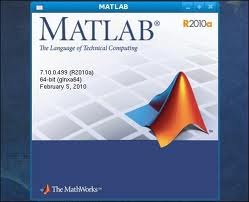 MATLAB
MATLAB®
R2010a
The Language of Technical Computing
7.10.0.499 (R2010a)
64-bit (glnxa64)
February 5, 2010
The MathWorks™